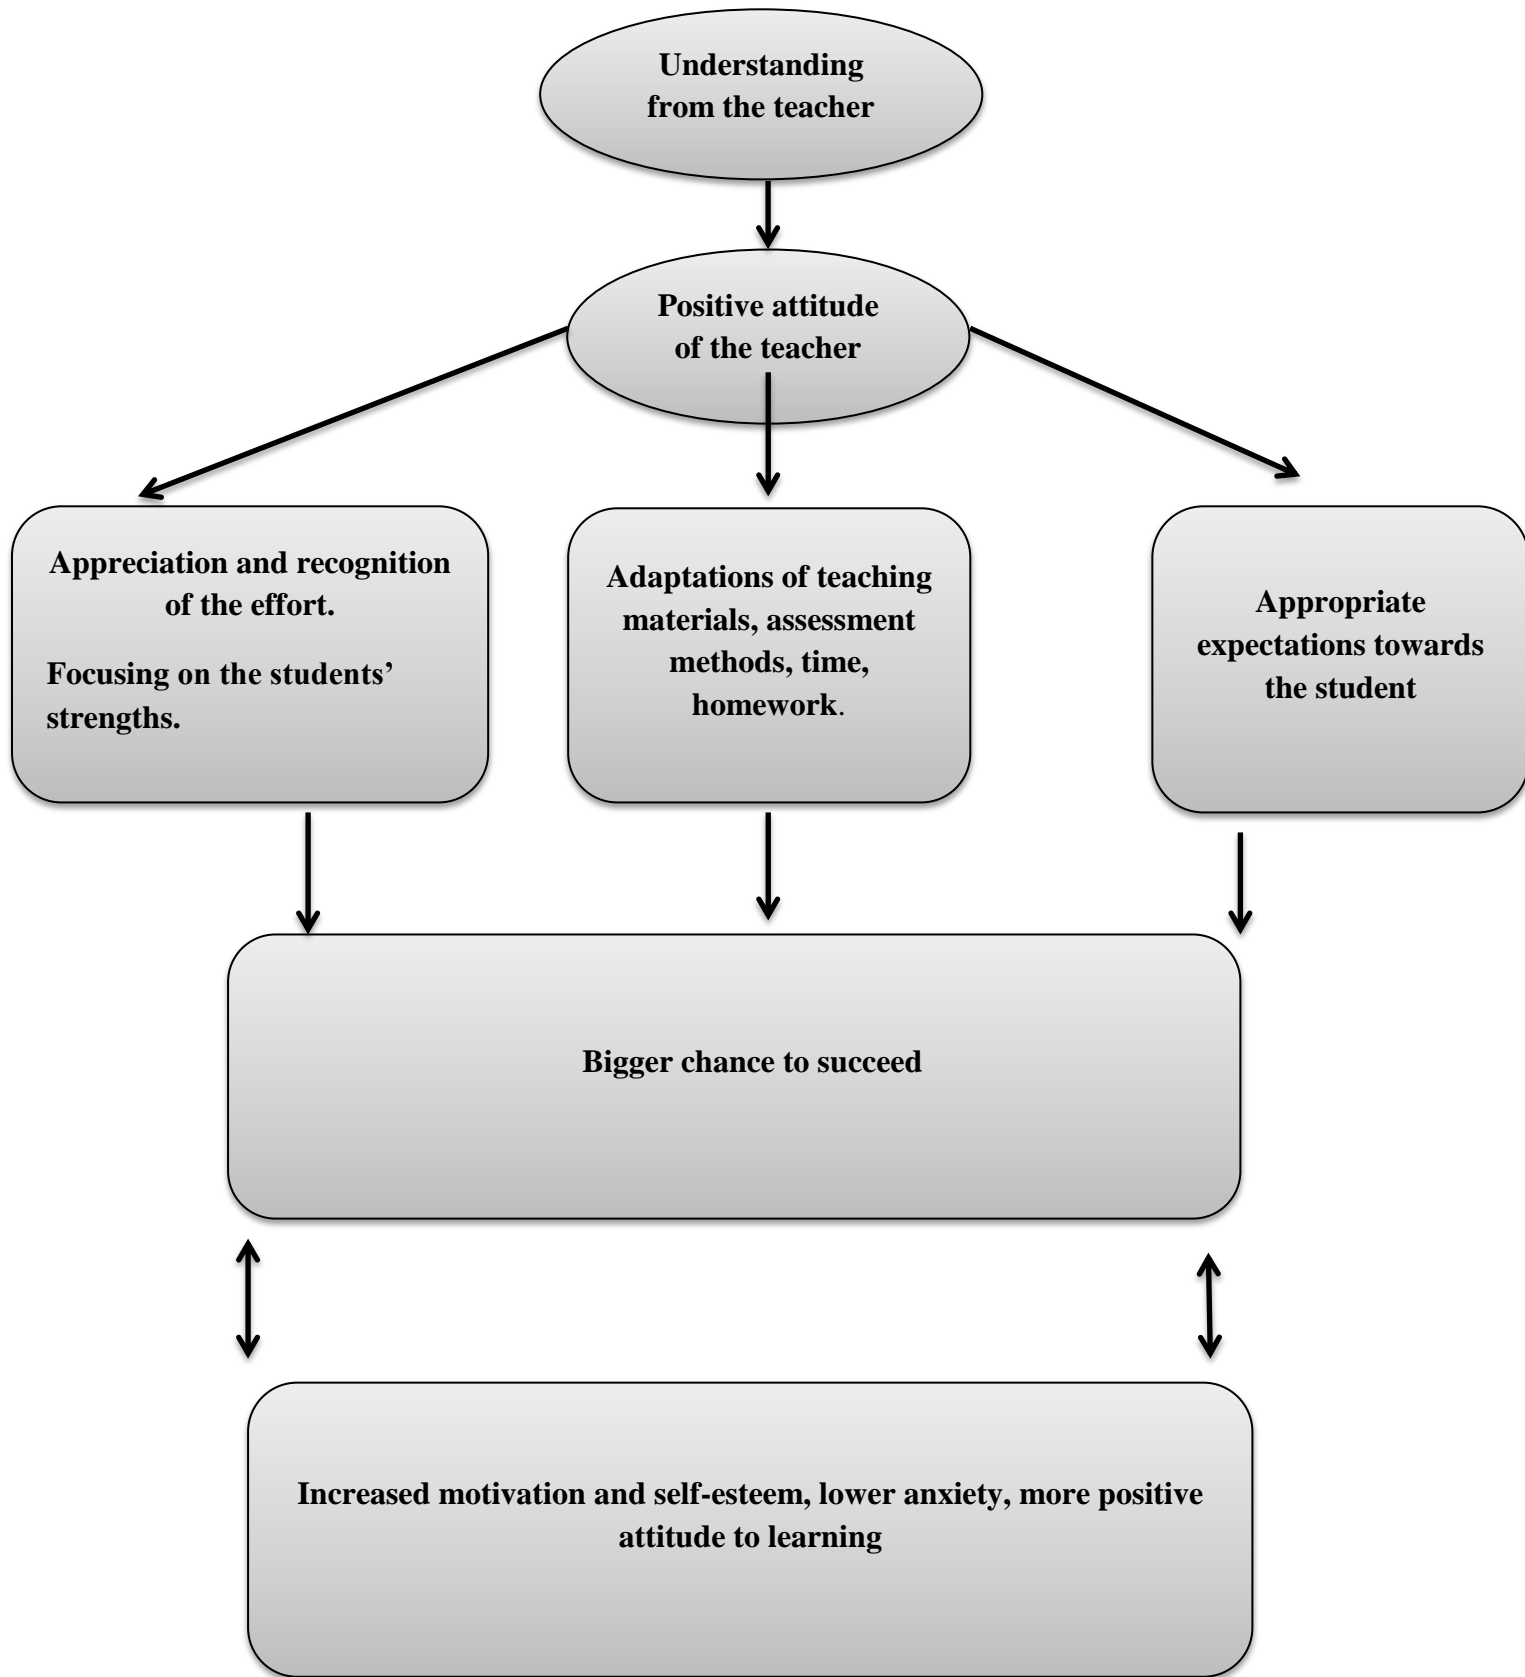 Understanding
from the teacher
Positive attitude
of the teacher
Appreciation and recognition
of the effort.
Focusing on the students’
strengths.
Adaptations of teaching
materials, assessment
methods, time,
homework.
Appropriate
expectations towards
the student
Bigger chance to succeed
Increased motivation and self-esteem, lower anxiety, more positive
attitude to learning